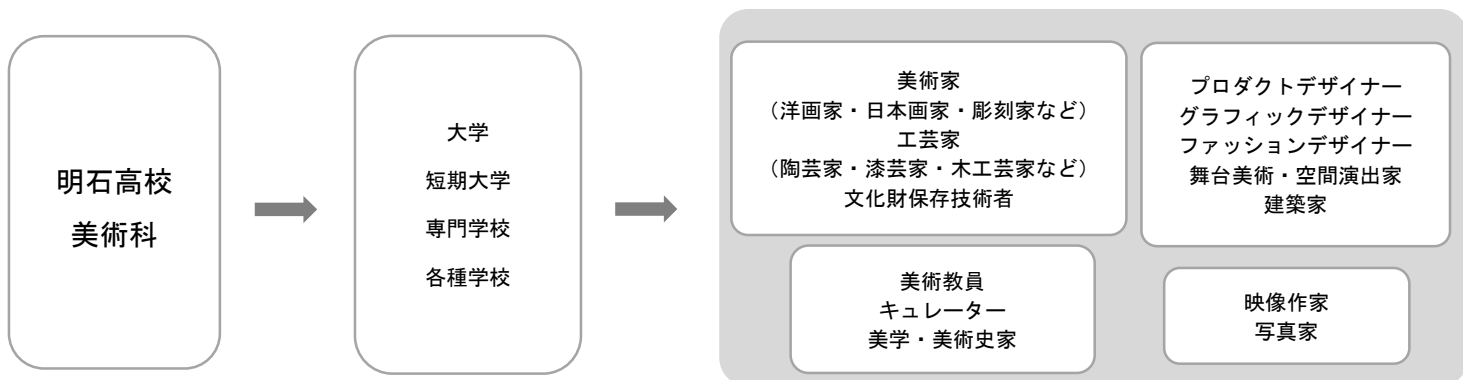 明石高校
美術科
大学
短期大学
専門学校
各種学校
美術家
（洋画家・日本画家・彫刻家など）
工芸家
（陶芸家・漆芸家・木工芸家など）
文化財保存技術者
プロダクトデザイナー
グラフィックデザイナー
ファッションデザイナー
舞台美術・空間演出家
建築家
美術教員
キュレーター
美学・美術史家
映像作家
写真家